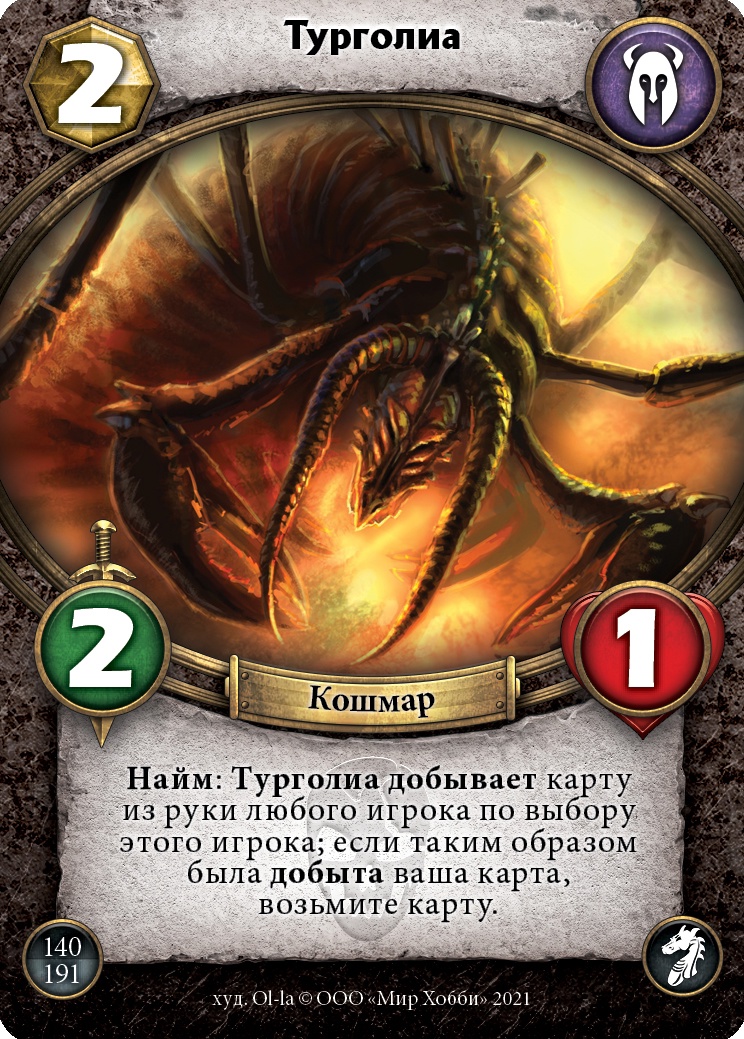 Турголиа
2
2
1
Кошмар
Найм: Турголиа добывает карту
из руки любого игрока по выбору
этого игрока; если таким образом
была добыта ваша карта,
возьмите карту.
140
191
худ. Ol-la © ООО «Мир Хобби» 2021